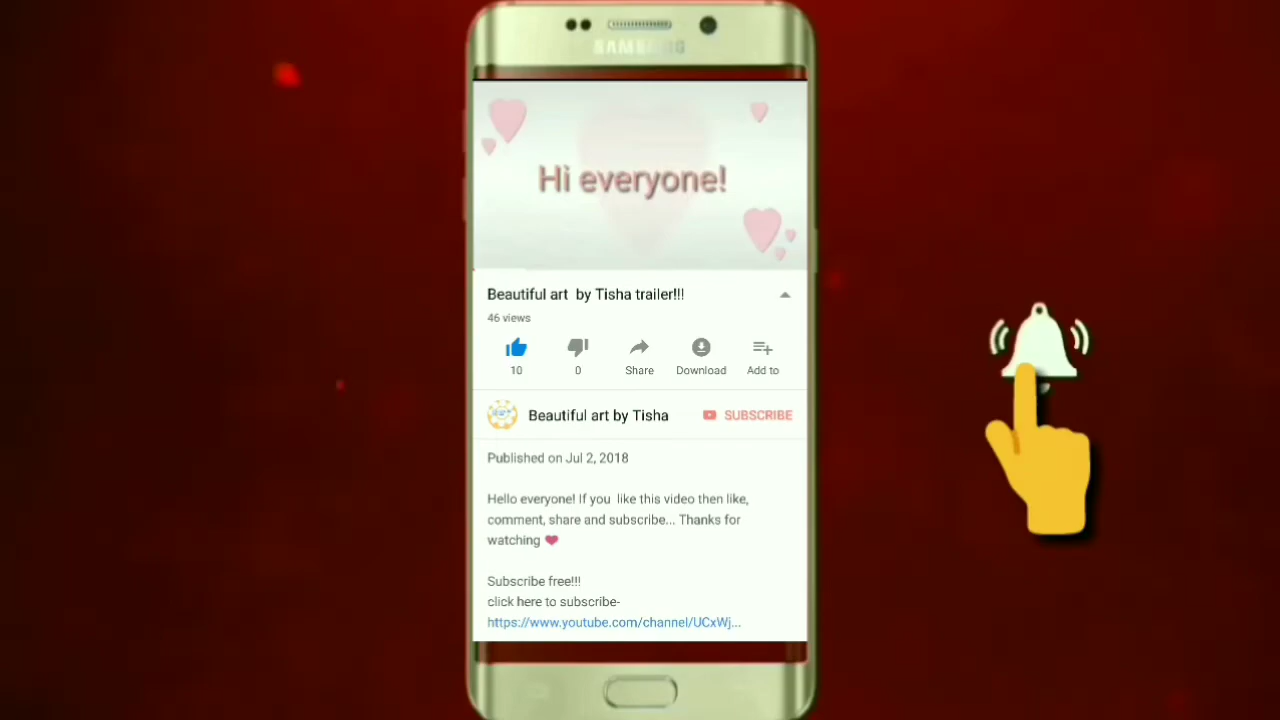 SAMSUNG
Hi everyone!
Beautiful art by Tisha trailer!!!
46 views
10
0
Share
Download
Add to
Beautiful art by Tisha
SUBSCRIBE
Published on Jul 2, 2018
Hello everyone! If you like this video then like,
comment, share and subscribe... Thanks for
watching ❤
Subscribe free!!!
click here to subscribe-
https://www.youtube.com/channel/UCxWj...